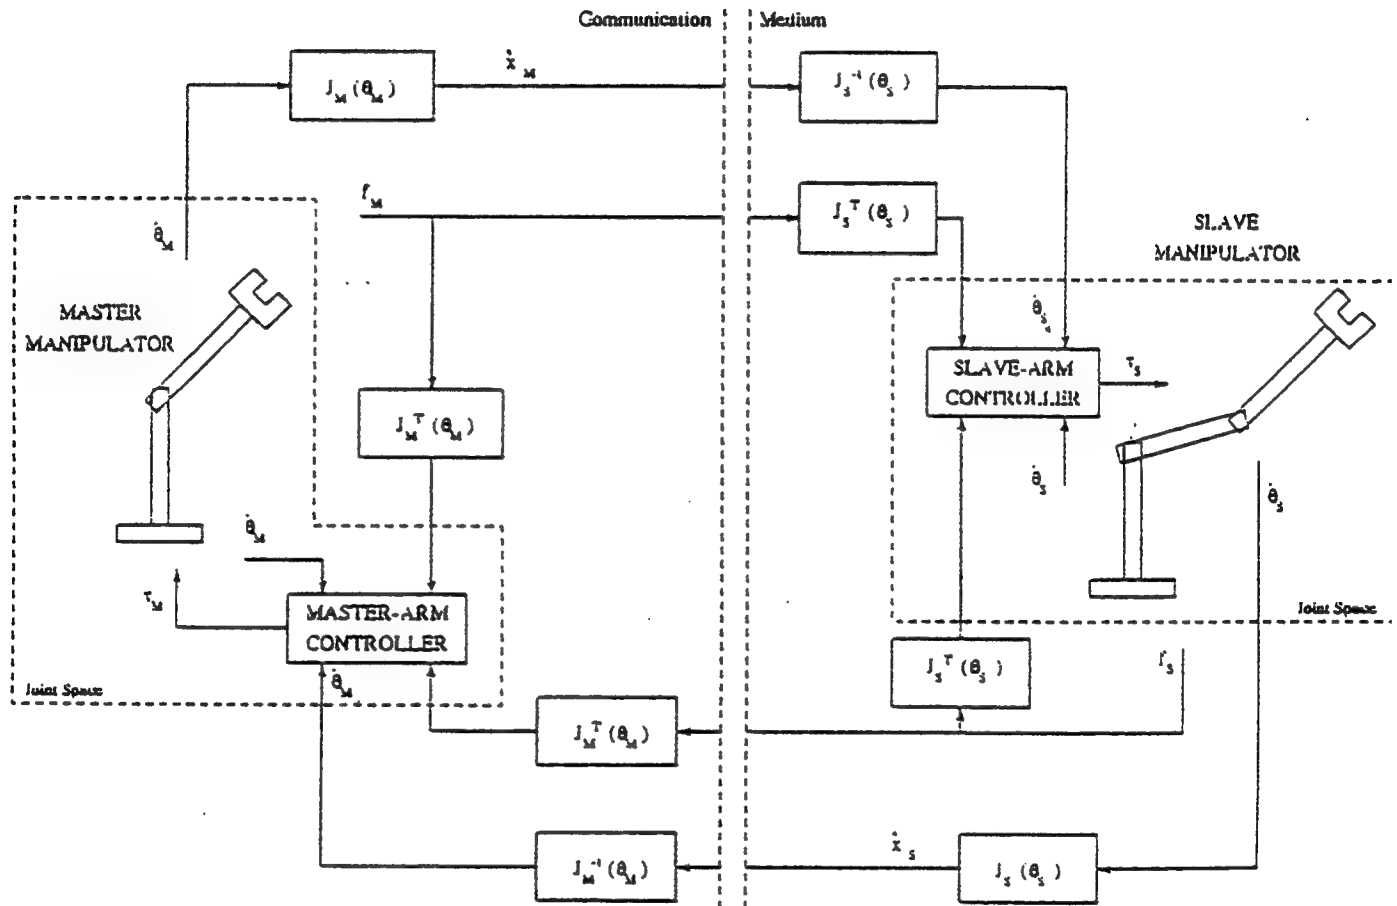 Communication
Medium
J_M(θ_M)
ẋ_M
J_S⁻¹(θ_S)
f_M
J_S^T(θ_S)
SLAVE
MANIPULATOR
θ̇_M
MASTER
MANIPULATOR
θ̇_S_d
SLAVE-ARM
CONTROLLER
τ_S
J_M^T(θ_M)
θ̇_S
θ̇_S
θ̇_M
τ_M
MASTER-ARM
CONTROLLER
Joint Space
J_S^T(θ_S)
f_S
θ̇_M
Joint Space
J_M^T(θ_M)
ẋ_S
J_M⁻¹(θ_M)
J_S(θ_S)